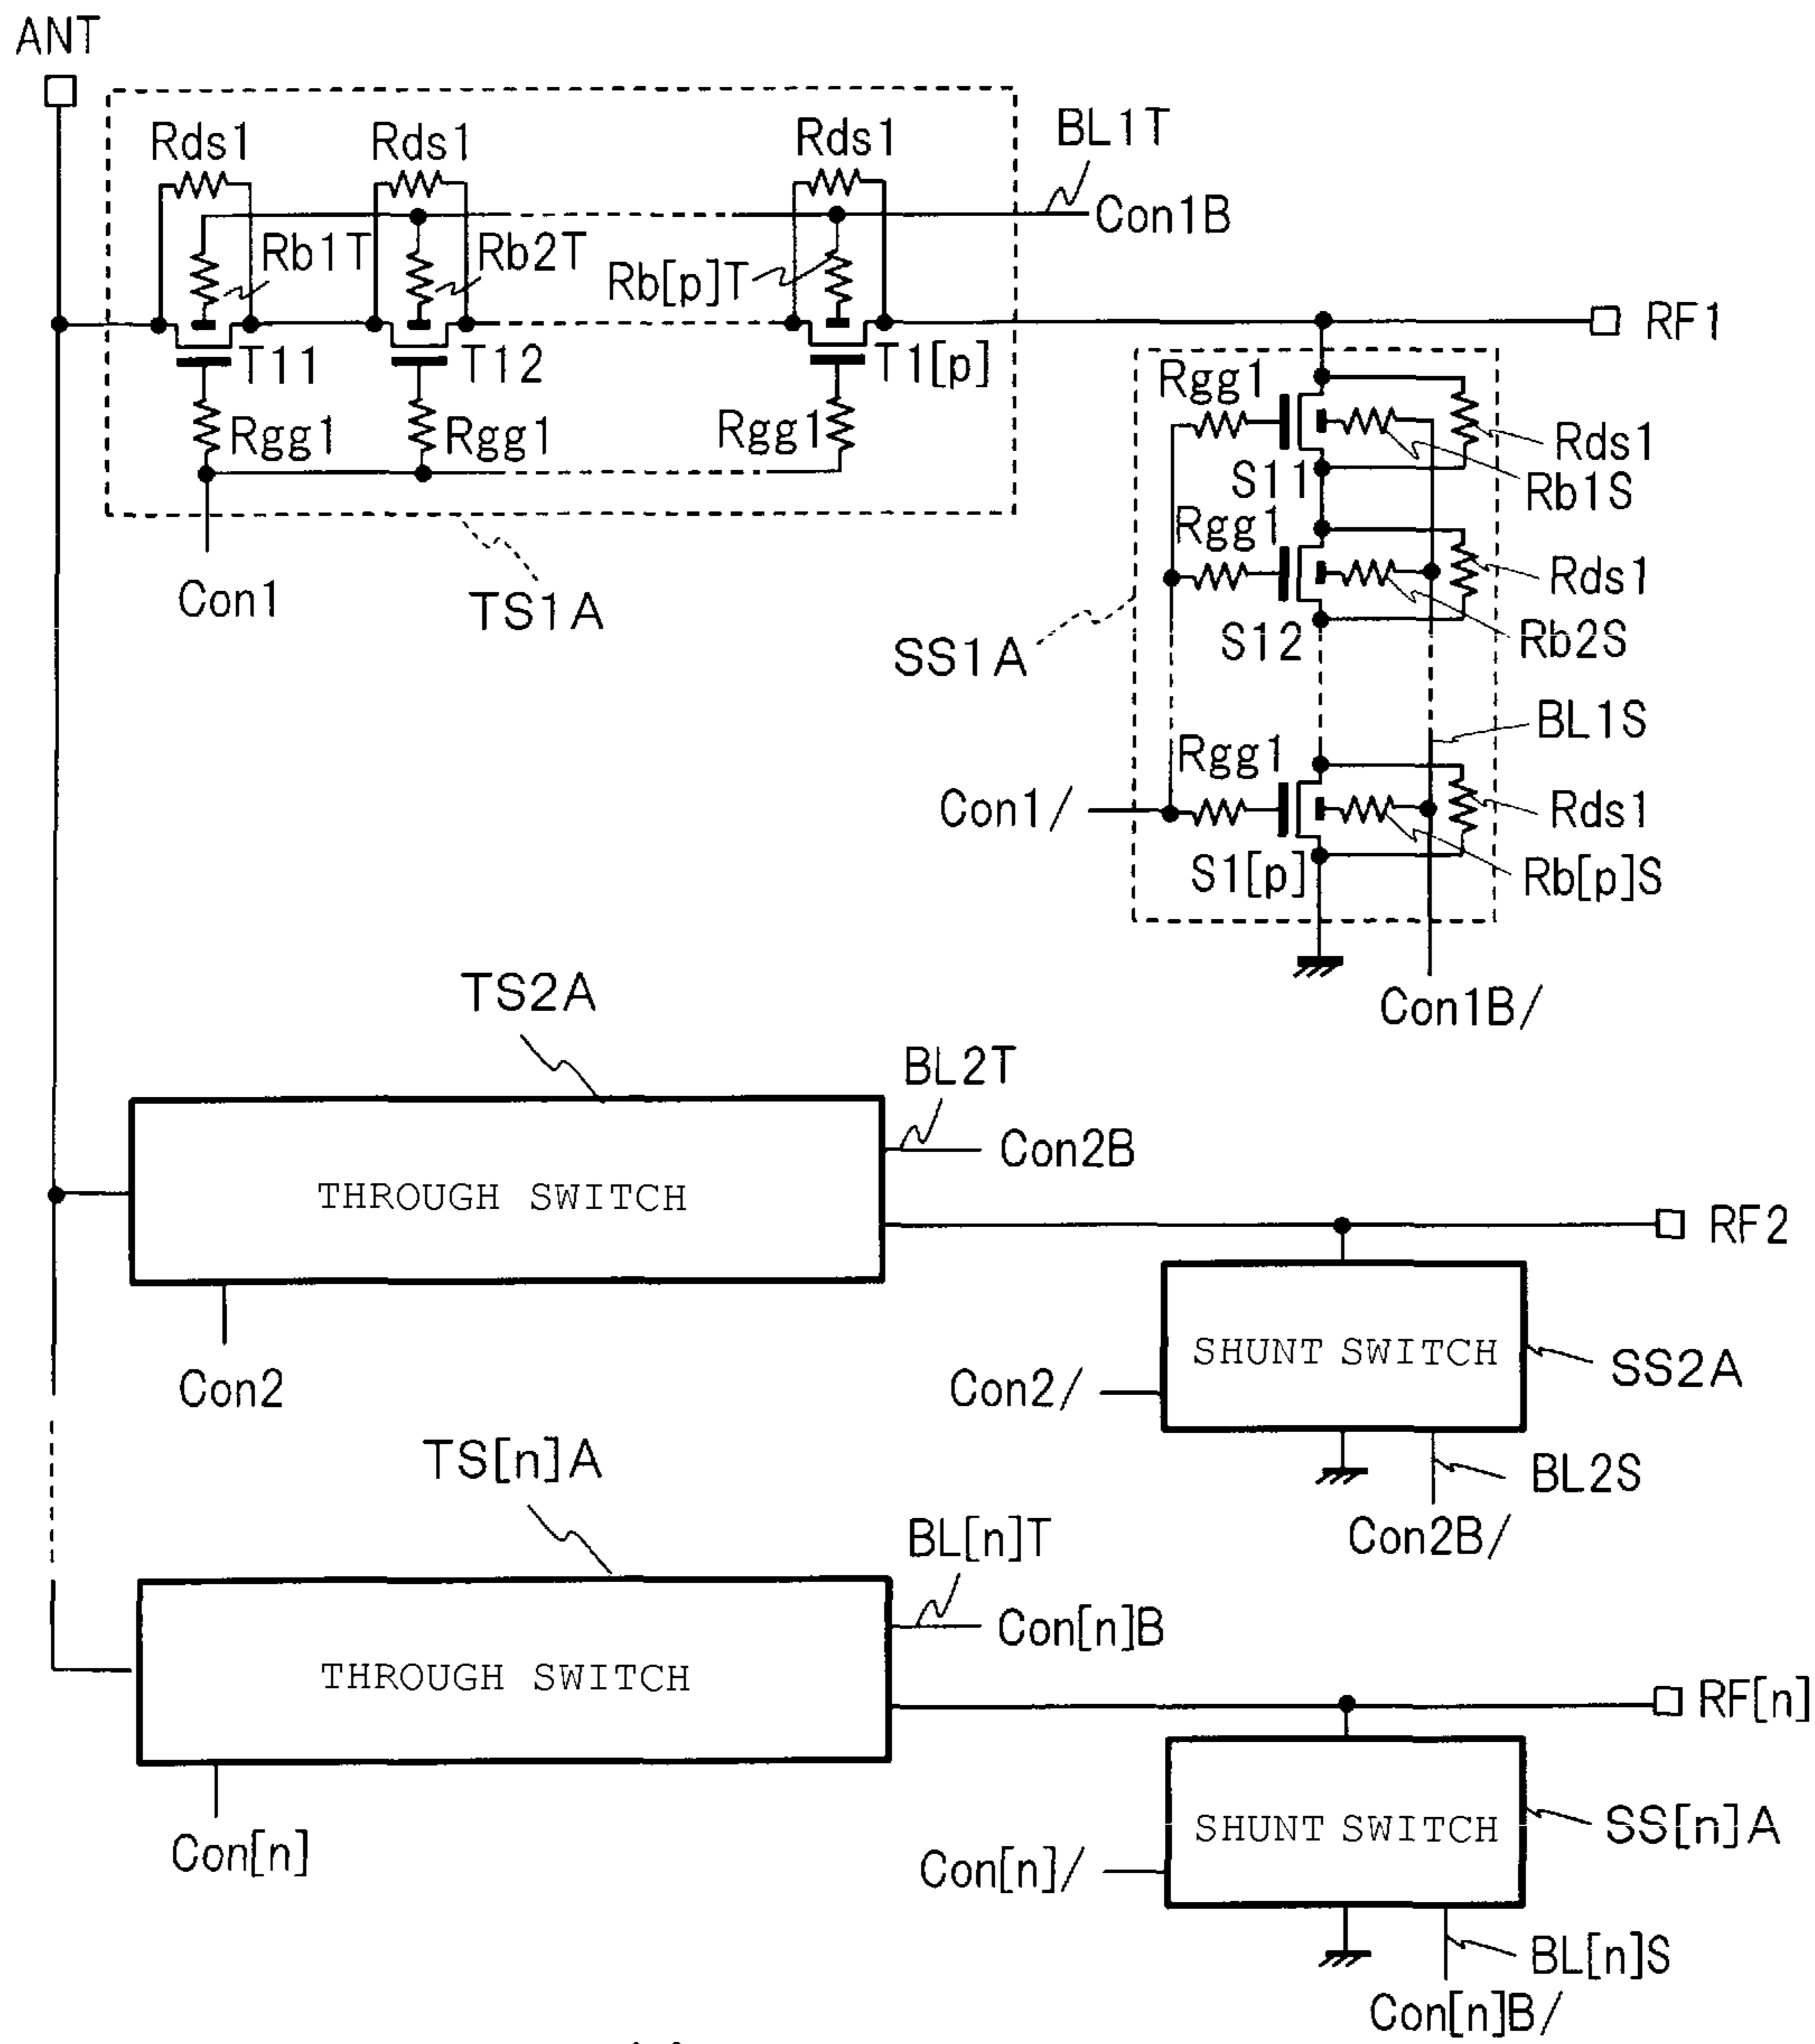 ANT
Rds1
Rds1
Rds1
BL1T
Con1B
Rb1T
Rb2T
Rb[p]T
RF1
T11
T12
T1[p]
Rgg1
Rgg1
Rgg1
Con1
TS1A
Rgg1
Rds1
S11
Rb1S
Rgg1
Rds1
S12
Rb2S
SS1A
BL1S
Rgg1
Con1/
Rds1
S1[p]
Rb[p]S
Con1B/
TS2A
BL2T
Con2B
THROUGH SWITCH
RF2
SHUNT SWITCH
SS2A
Con2
Con2/
BL2S
Con2B/
TS[n]A
BL[n]T
Con[n]B
THROUGH SWITCH
RF[n]
SHUNT SWITCH
SS[n]A
Con[n]
Con[n]/
BL[n]S
Con[n]B/